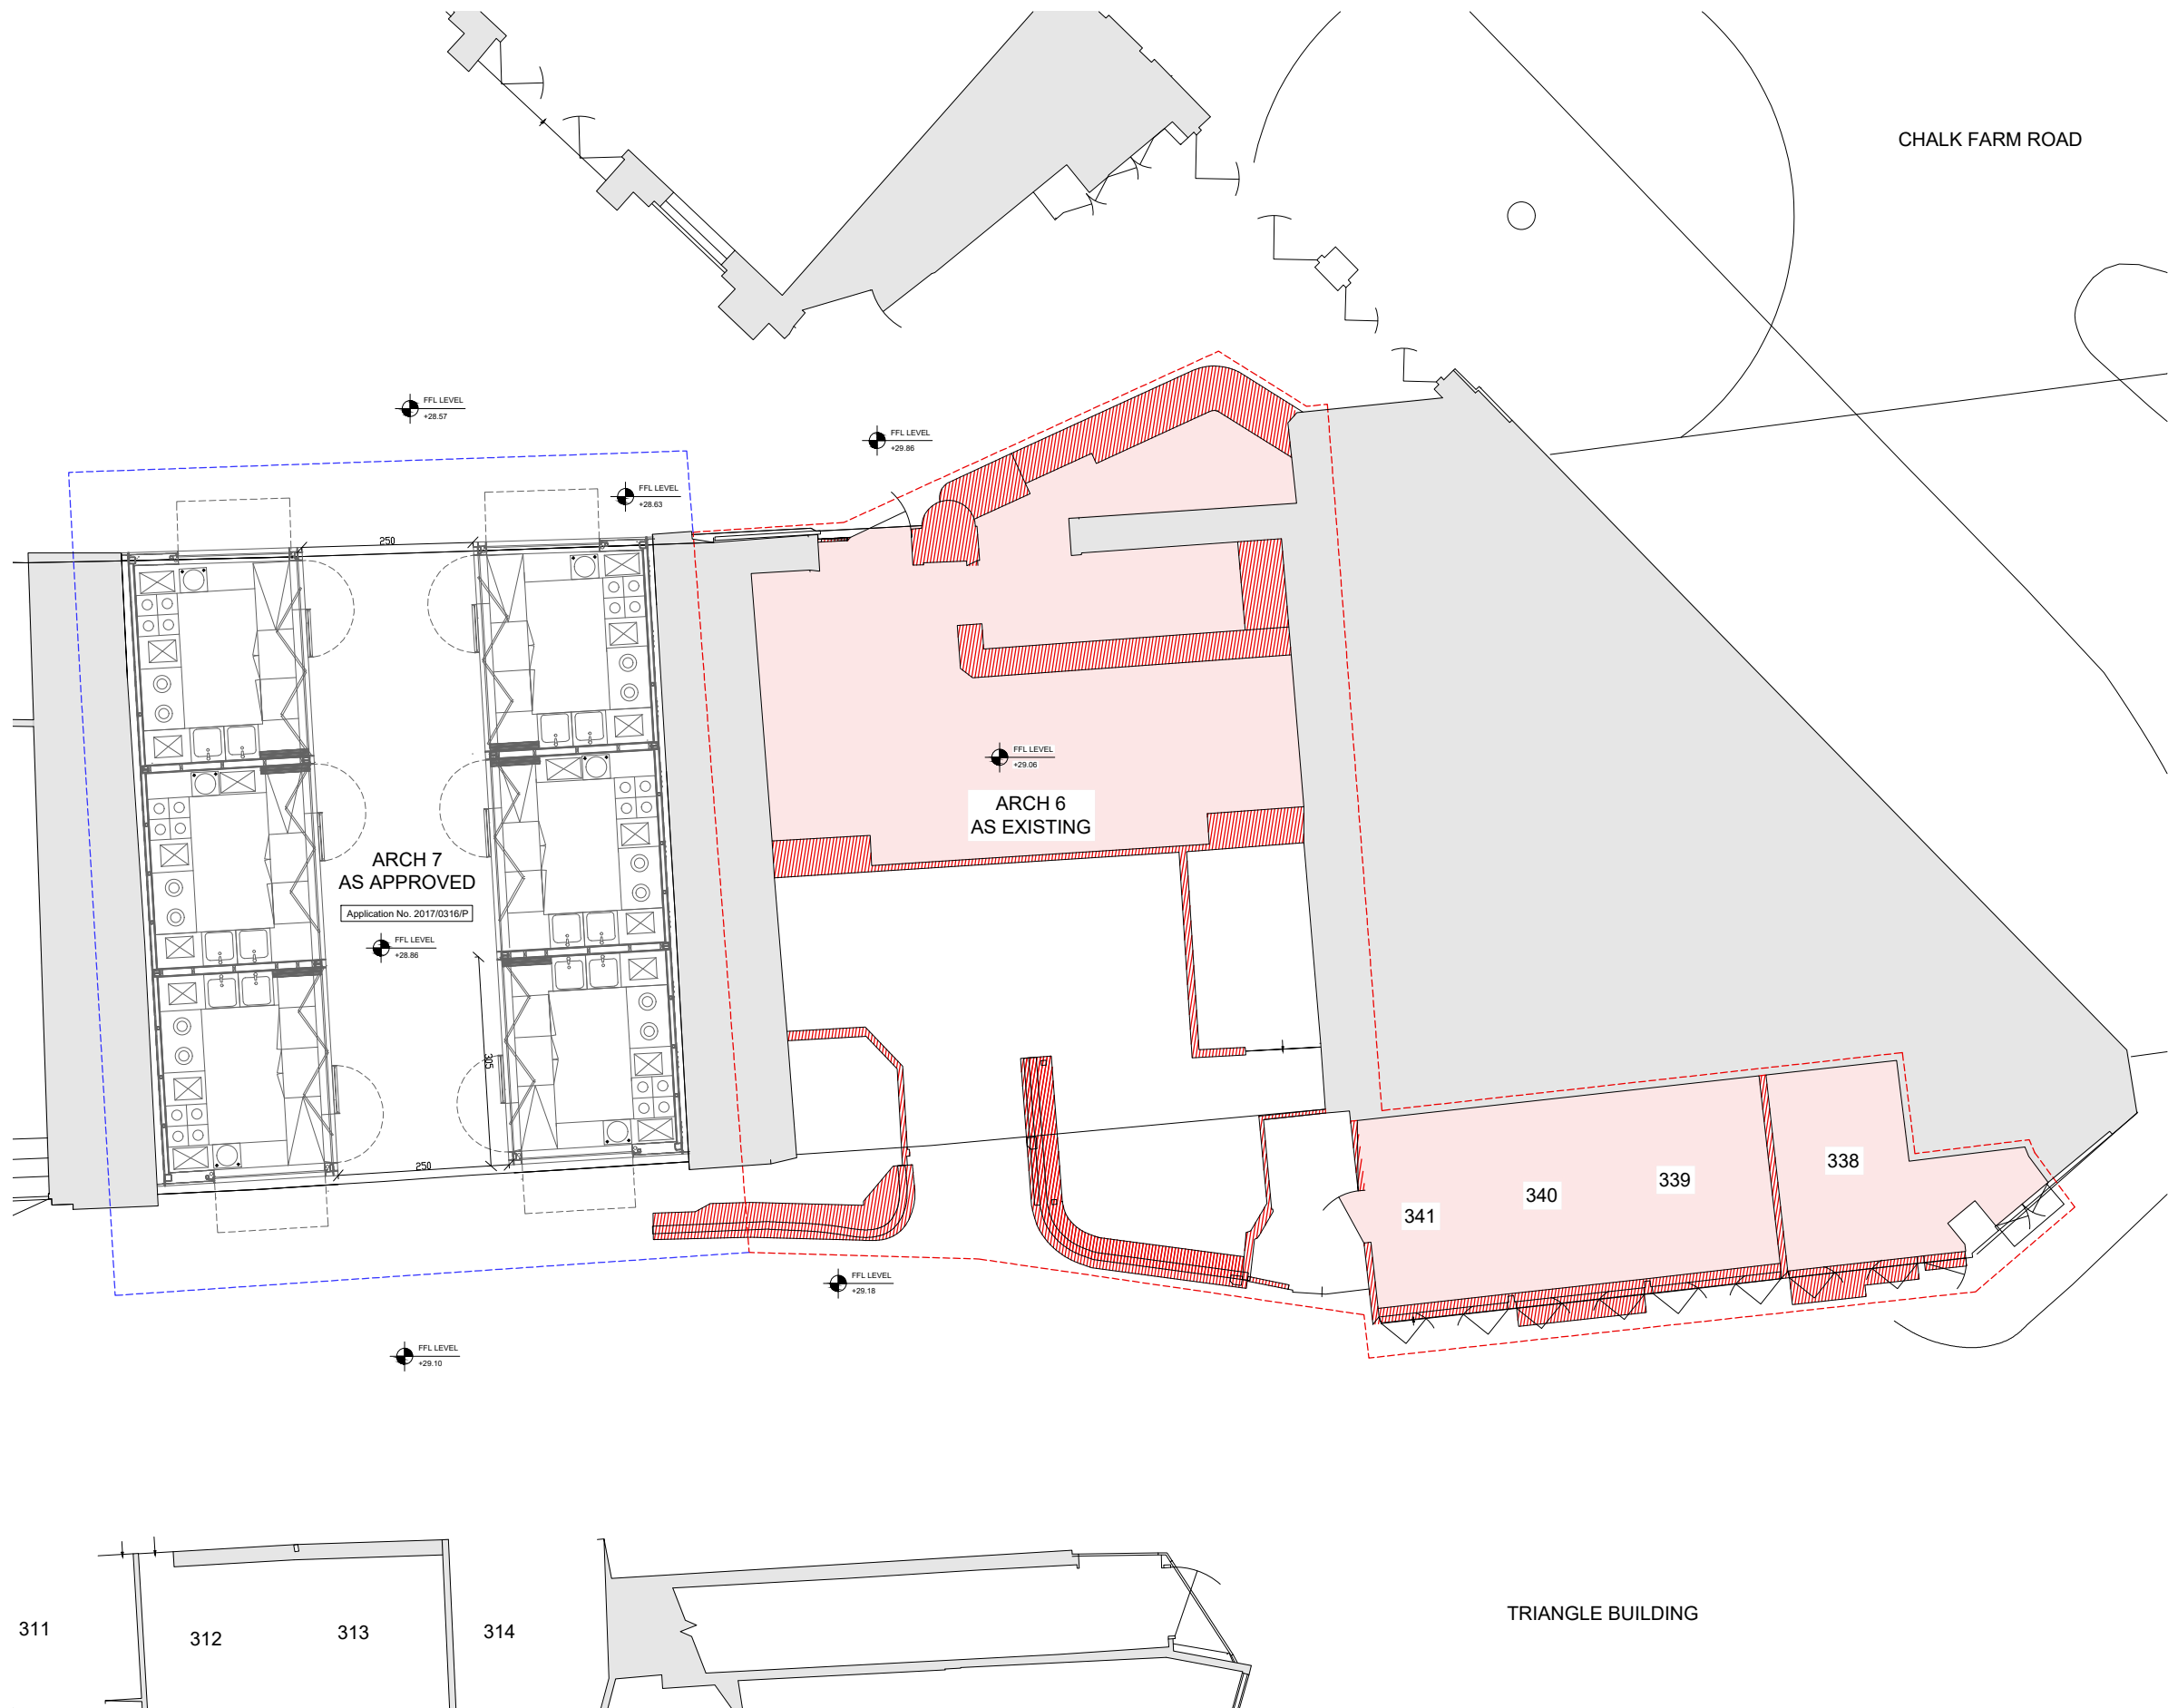 CHALK FARM ROAD
FFL LEVEL
+28.57
FFL LEVEL
+29.86
FFL LEVEL
+28.63
250
FFL LEVEL
+29.06
ARCH 6
AS EXISTING
ARCH 7
AS APPROVED
Application No. 2017/0316/P
FFL LEVEL
+28.86
305
250
338
339
340
341
FFL LEVEL
+29.18
FFL LEVEL
+29.10
TRIANGLE BUILDING
311
312
313
314